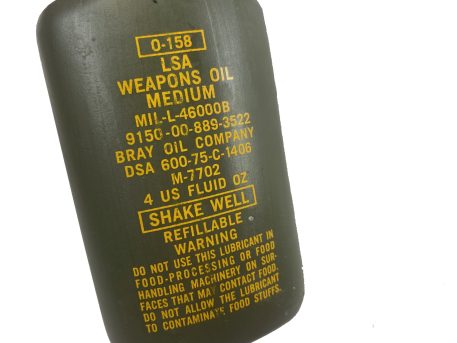 O-158
LSA
WEAPONS OIL
MEDIUM
MIL-L-46000B
9150-00-889-3522
BRAY OIL COMPANY
DSA 600-75-C-1406
M-7702
4 US FLUID OZ
SHAKE WELL
REFILLABLE
WARNING
DO NOT USE THIS LUBRICANT IN
FOOD-PROCESSING OR FOOD
HANDLING MACHINERY ON SUR-
FACES THAT MAY CONTACT FOOD.
DO NOT ALLOW THE LUBRICANT
TO CONTAMINATE FOOD STUFFS.